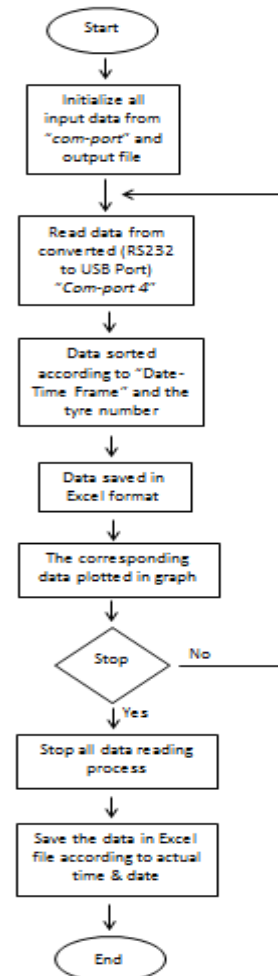 Start
Initialize all
input data from
"com-port" and
output file
Read data from
converted (RS232
to USB Port)
"Com-port 4"
Data sorted
according to "Date-
Time Frame" and the
tyre number
Data saved in
Excel format
The corresponding
data plotted in graph
Stop
No
Yes
Stop all data reading
process
Save the data in Excel
file according to actual
time & date
End